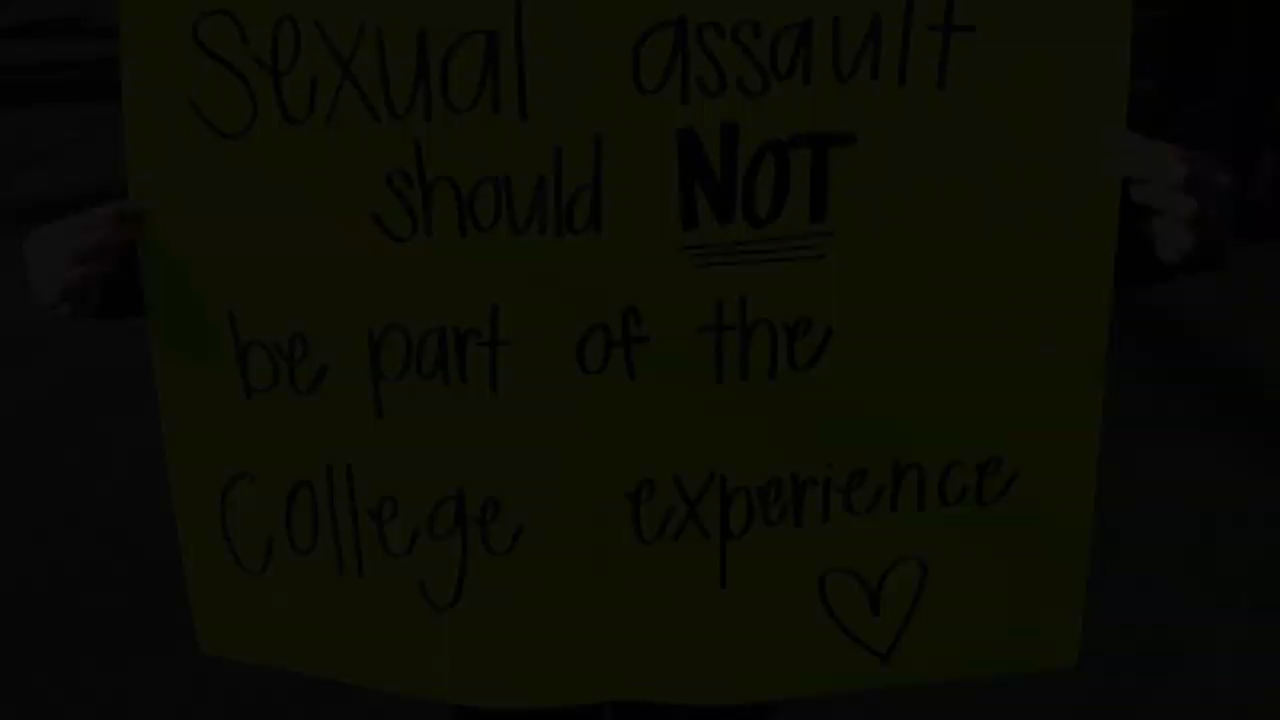 Sexual assault
should NOT
be part of the
College experience